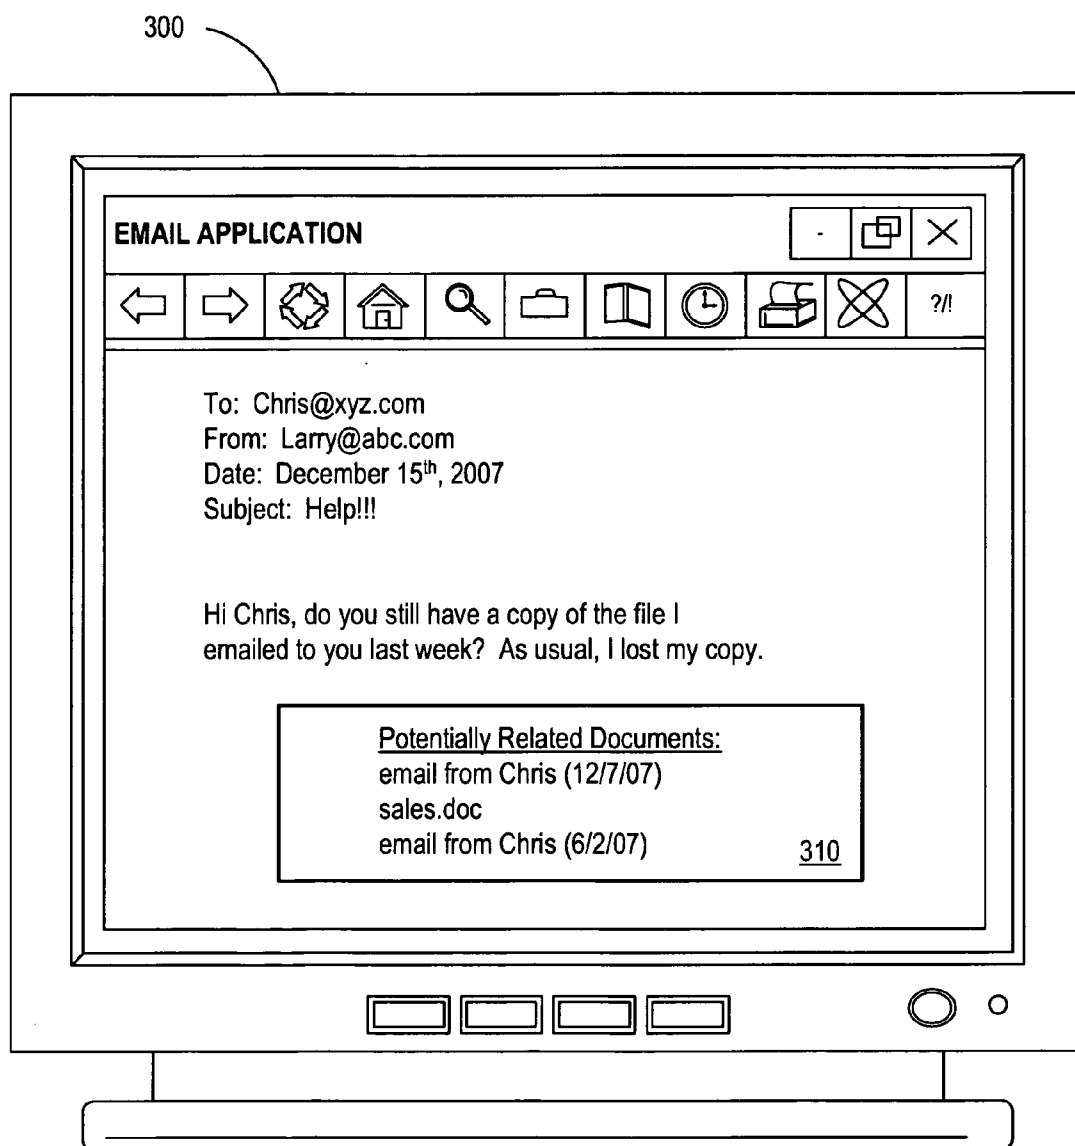 300
EMAIL APPLICATION
?/!
To: Chris@xyz.com
From: Larry@abc.com
Date: December 15th, 2007
Subject: Help!!!
Hi Chris, do you still have a copy of the file I
emailed to you last week? As usual, I lost my copy.
Potentially Related Documents:
email from Chris (12/7/07)
sales.doc
email from Chris (6/2/07)
310